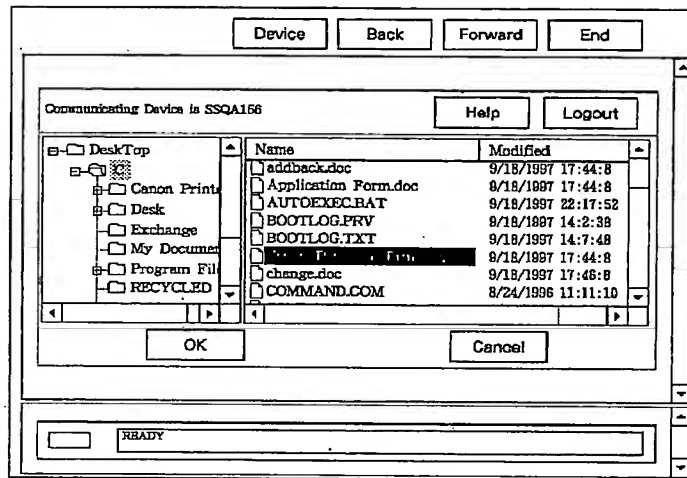 Device Back Forward End
Communicating Device is SSQA156
Help Logout
DeskTop
C
Canon Print
Desk
Exchange
My Documen
Program Fil
RECYCLED
Name Modified
addback.doc 9/18/1997 17:44:8
Application Form.doc 9/18/1997 17:44:8
AUTOEXEC.BAT 9/18/1997 22:17:52
BOOTLOG.PRV 9/18/1997 14:2:38
BOOTLOG.TXT 9/18/1997 14:7:48
9/18/1997 17:44:8
change.doc 9/18/1997 17:46:8
COMMAND.COM 8/24/1996 11:11:10
OK Cancel
READY